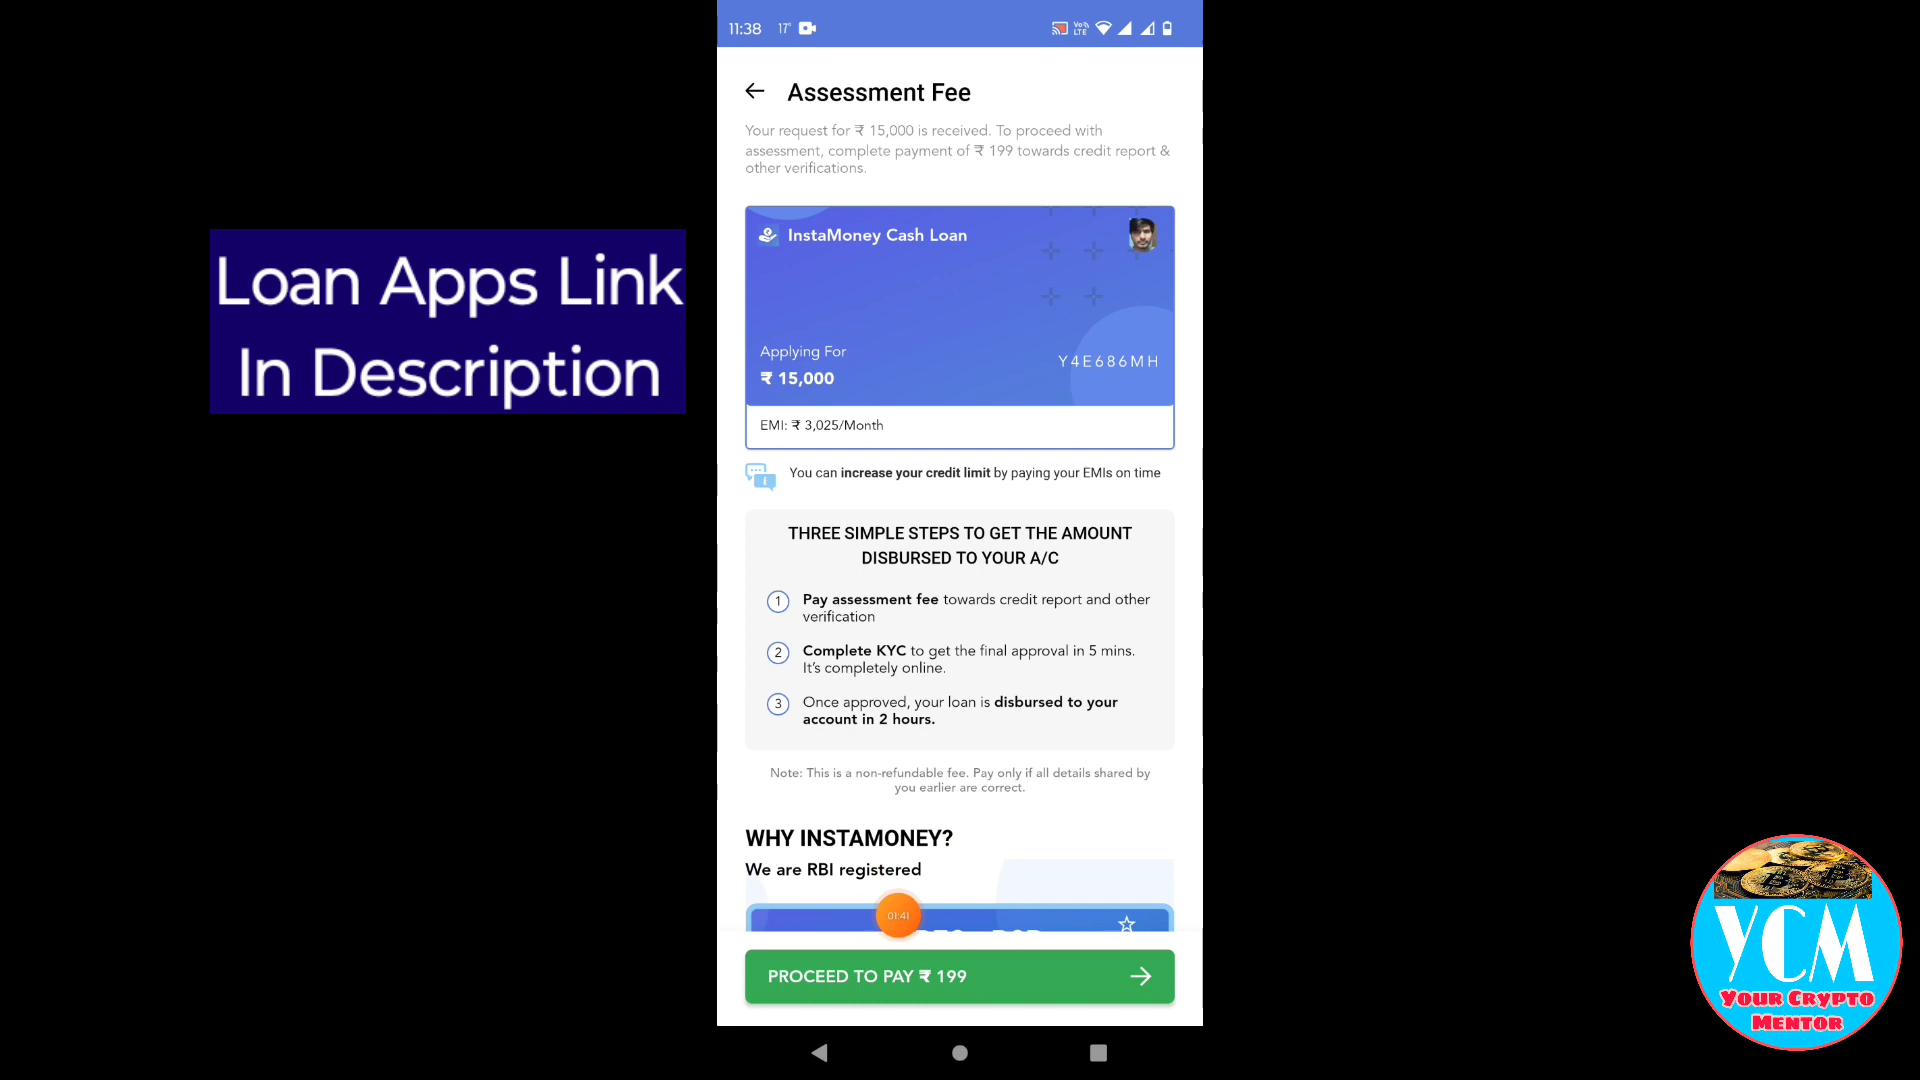 11:38 17°
Vo
LTE
Assessment Fee
Your request for ₹ 15,000 is received. To proceed with
assessment, complete payment of ₹ 199 towards credit report &
other verifications.
Loan Apps Link
In Description
InstaMoney Cash Loan
Applying For
₹ 15,000
Y4E686MH
EMI: ₹ 3,025/Month
You can increase your credit limit by paying your EMIs on time
THREE SIMPLE STEPS TO GET THE AMOUNT
DISBURSED TO YOUR A/C
1 Pay assessment fee towards credit report and other
verification
2 Complete KYC to get the final approval in 5 mins.
It's completely online.
3 Once approved, your loan is disbursed to your
account in 2 hours.
Note: This is a non-refundable fee. Pay only if all details shared by
you earlier are correct.
WHY INSTAMONEY?
We are RBI registered
01:41
PROCEED TO PAY ₹ 199
YCM
YOUR CRYPTO
MENTOR